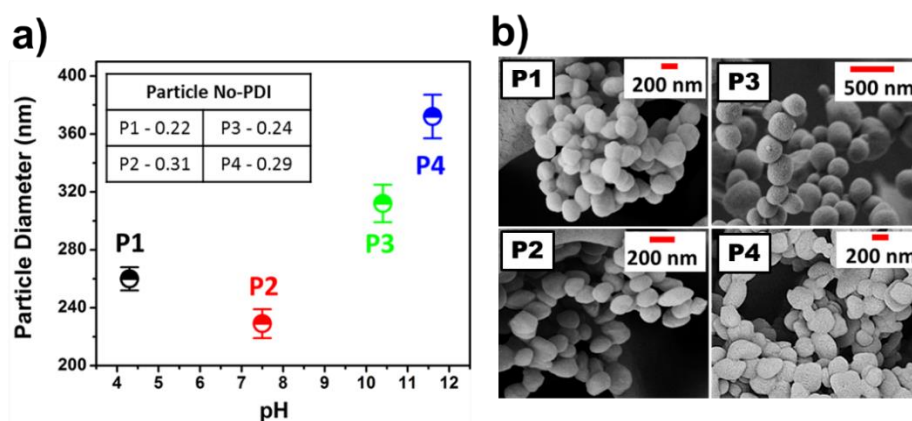 a)
Particle Diameter (nm)
400
360
320
280
240
200
Particle No-PDI
P1 - 0.22 P3 - 0.24
P2 - 0.31 P4 - 0.29
P1
P2
P3
P4
4 5 6 7 8 9 10 11 12
pH
b)
P1
200 nm
P3
500 nm
P2
200 nm
P4
200 nm